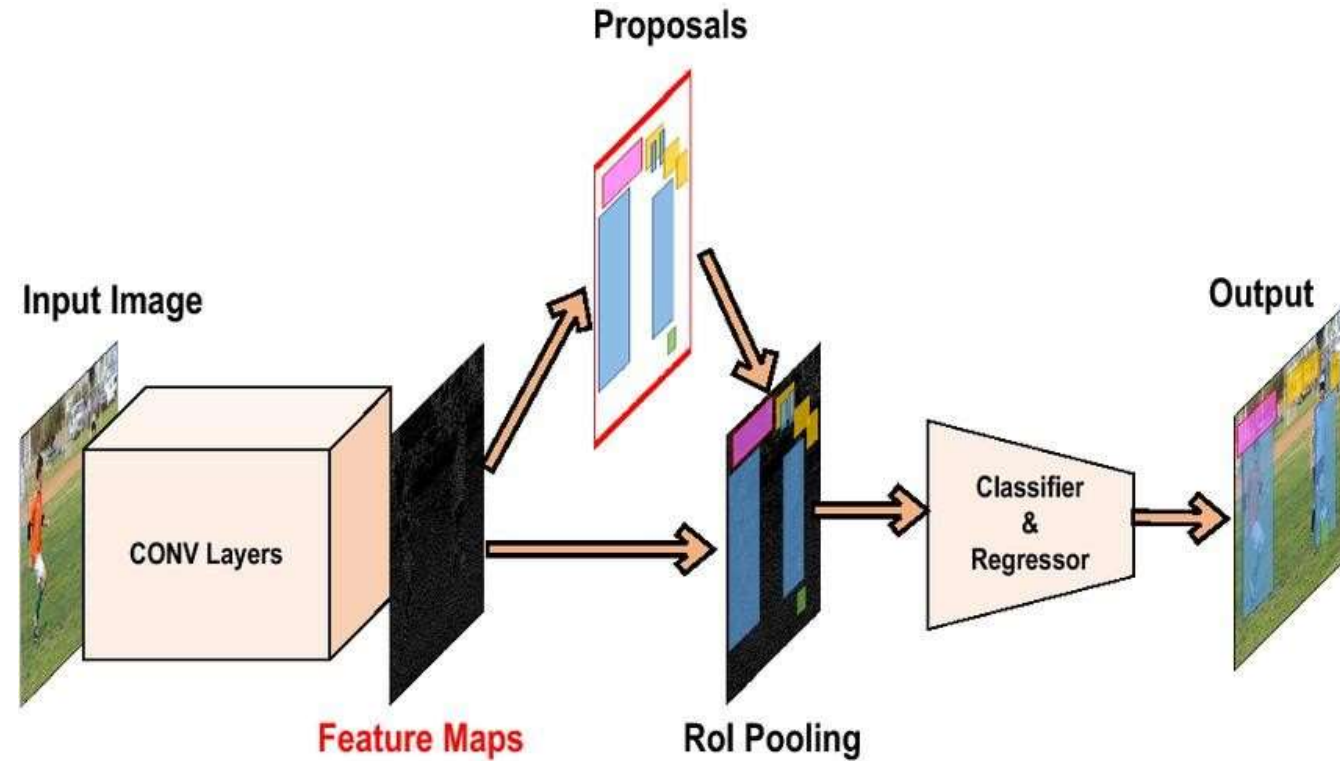 Proposals
Input Image
Output
CONV Layers
Classifier
&
Regressor
Feature Maps
RoI Pooling